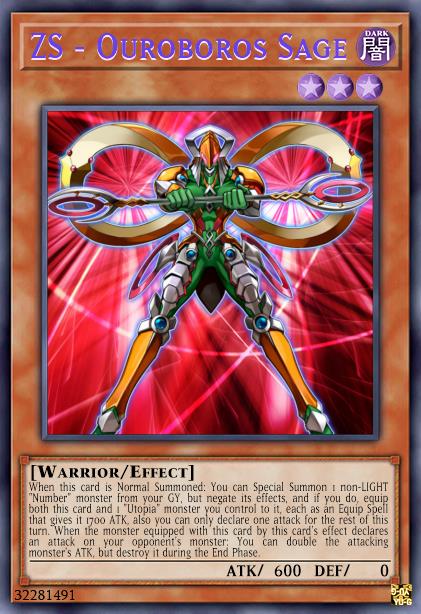 ZS - Ouroboros Sage
DARK
闇
[Warrior/Effect]
When this card is Normal Summoned: You can Special Summon 1 non-LIGHT
"Number" monster from your GY, but negate its effects, and if you do, equip
both this card and 1 "Utopia" monster you control to it, each as an Equip Spell
that gives it 1700 ATK, also you can only declare one attack for the rest of this
turn. When the monster equipped with this card by this card's effect declares
an attack on your opponent's monster: You can double the attacking
monster's ATK, but destroy it during the End Phase.
ATK/ 600 DEF/ 0
32281491